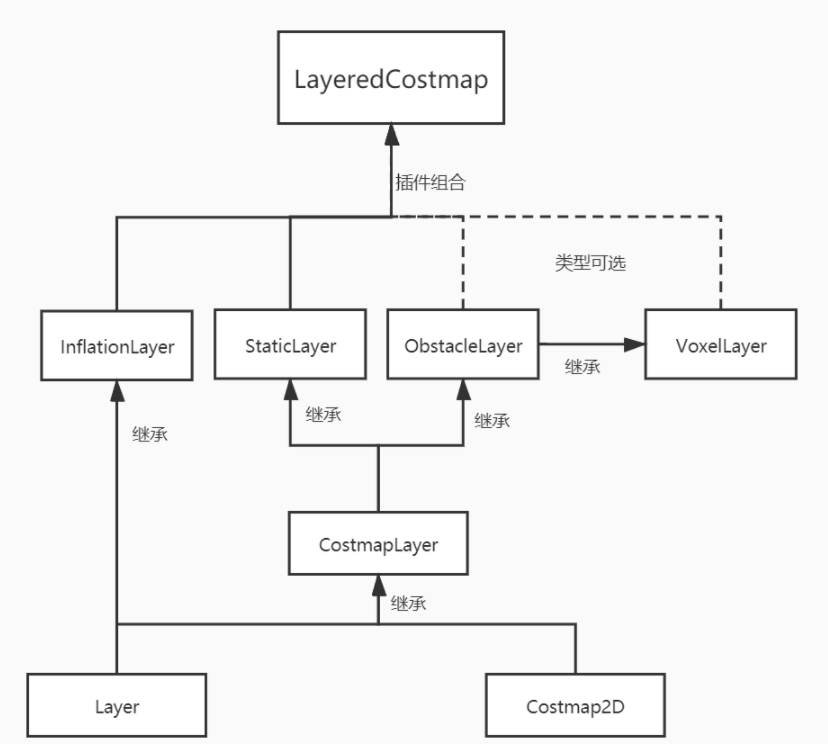 LayeredCostmap
插件组合
类型可选
InflationLayer
StaticLayer
ObstacleLayer
VoxelLayer
继承
继承
继承
继承
CostmapLayer
继承
Layer
Costmap2D